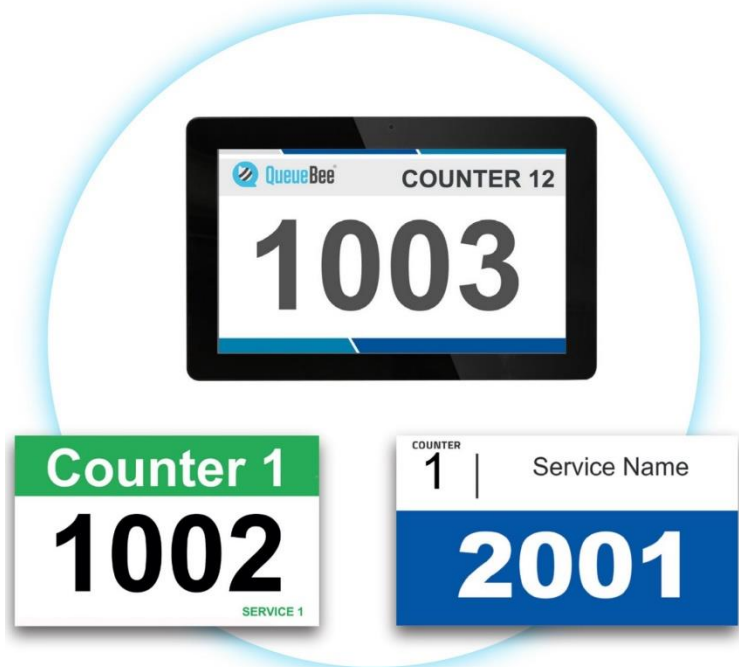 QueueBee
COUNTER 12
1003
Counter 1
1002
SERVICE 1
COUNTER
1
Service Name
2001